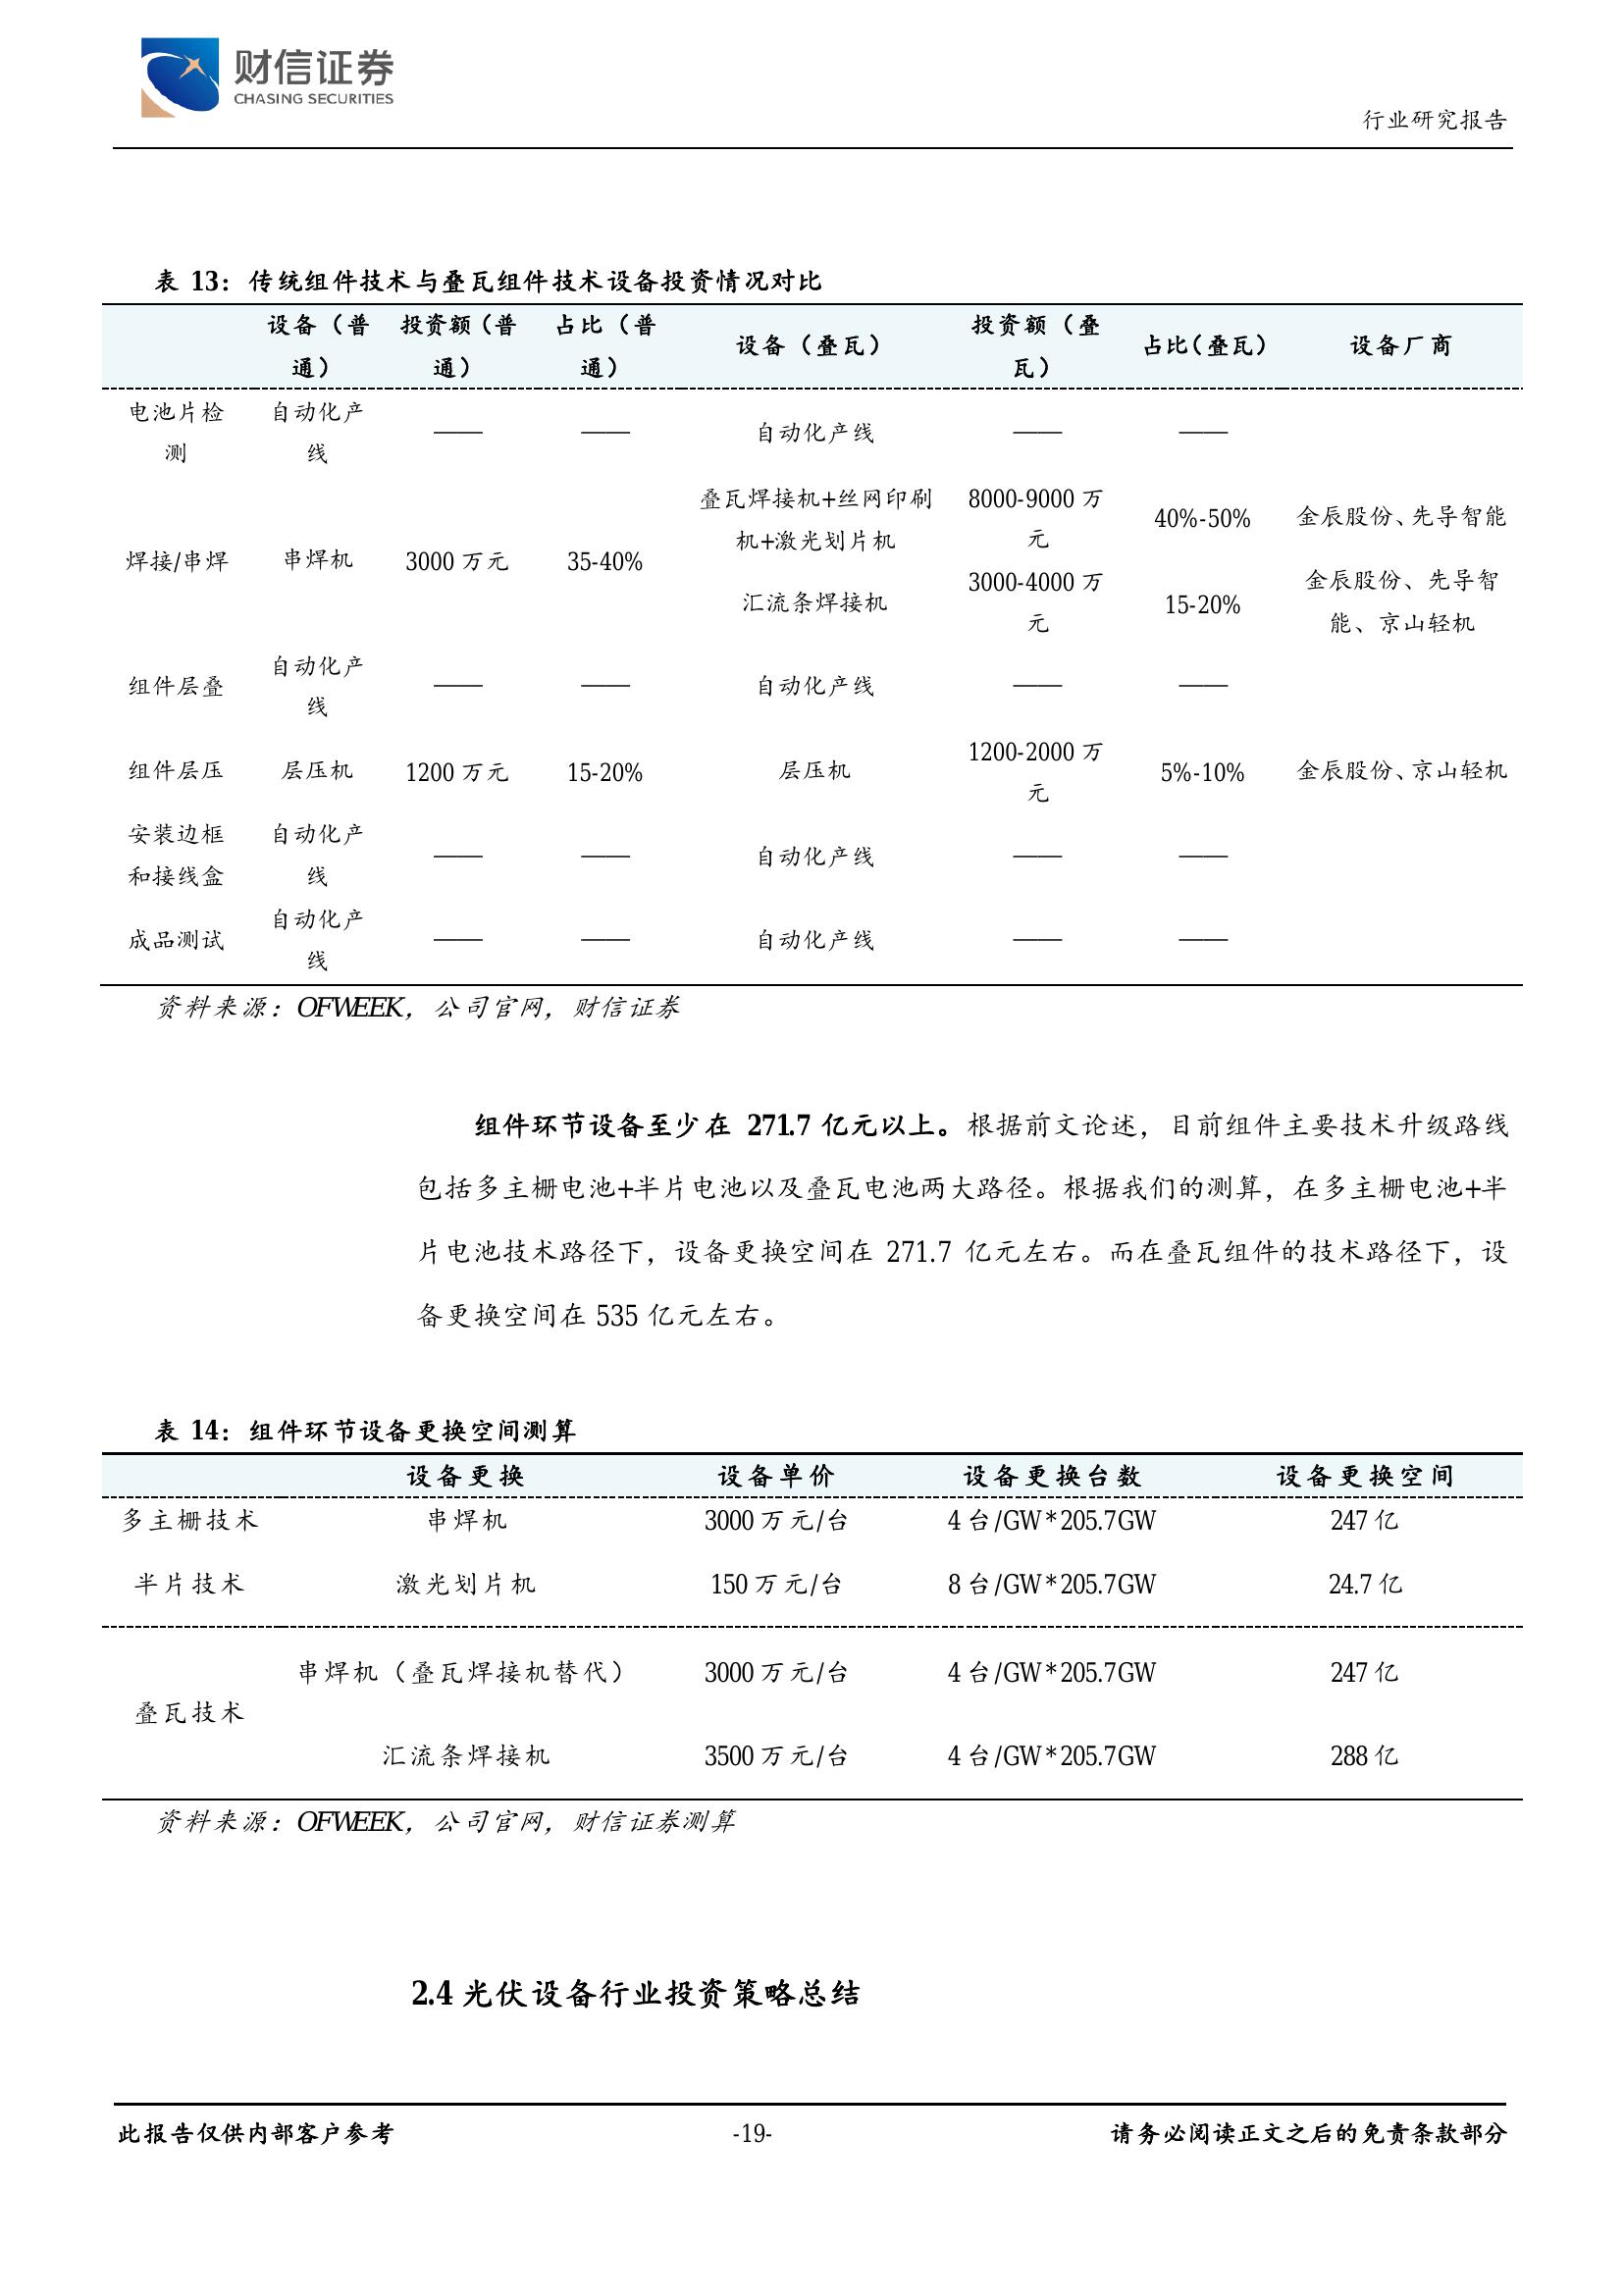 财信证券
CHASING SECURITIES
行业研究报告
表 13：传统组件技术与叠瓦组件技术设备投资情况对比
设备（普通） 投资额（普通） 占比（普通） 设备（叠瓦） 投资额（叠瓦） 占比（叠瓦） 设备厂商
电池片检测 自动化产线 —— —— 自动化产线 —— ——
焊接/串焊 串焊机 3000 万元 35-40% 叠瓦焊接机+丝网印刷机+激光划片机 8000-9000 万元 40%-50% 金辰股份、先导智能
汇流条焊接机 3000-4000 万元 15-20% 金辰股份、先导智能、京山轻机
组件层叠 自动化产线 —— —— 自动化产线 —— ——
组件层压 层压机 1200 万元 15-20% 层压机 1200-2000 万元 5%-10% 金辰股份、京山轻机
安装边框和接线盒 自动化产线 —— —— 自动化产线 —— ——
成品测试 自动化产线 —— —— 自动化产线 —— ——
资料来源：OFWEEK，公司官网，财信证券
组件环节设备至少在 271.7 亿元以上。根据前文论述，目前组件主要技术升级路线
包括多主栅电池+半片电池以及叠瓦电池两大路径。根据我们的测算，在多主栅电池+半
片电池技术路径下，设备更换空间在 271.7 亿元左右。而在叠瓦组件的技术路径下，设
备更换空间在 535 亿元左右。
表 14：组件环节设备更换空间测算
设备更换 设备单价 设备更换台数 设备更换空间
多主栅技术 串焊机 3000 万元/台 4 台/GW*205.7GW 247 亿
半片技术 激光划片机 150 万元/台 8 台/GW*205.7GW 24.7 亿
叠瓦技术 串焊机（叠瓦焊接机替代） 3000 万元/台 4 台/GW*205.7GW 247 亿
汇流条焊接机 3500 万元/台 4 台/GW*205.7GW 288 亿
资料来源：OFWEEK，公司官网，财信证券测算
2.4 光伏设备行业投资策略总结
此报告仅供内部客户参考 -19- 请务必阅读正文之后的免责条款部分